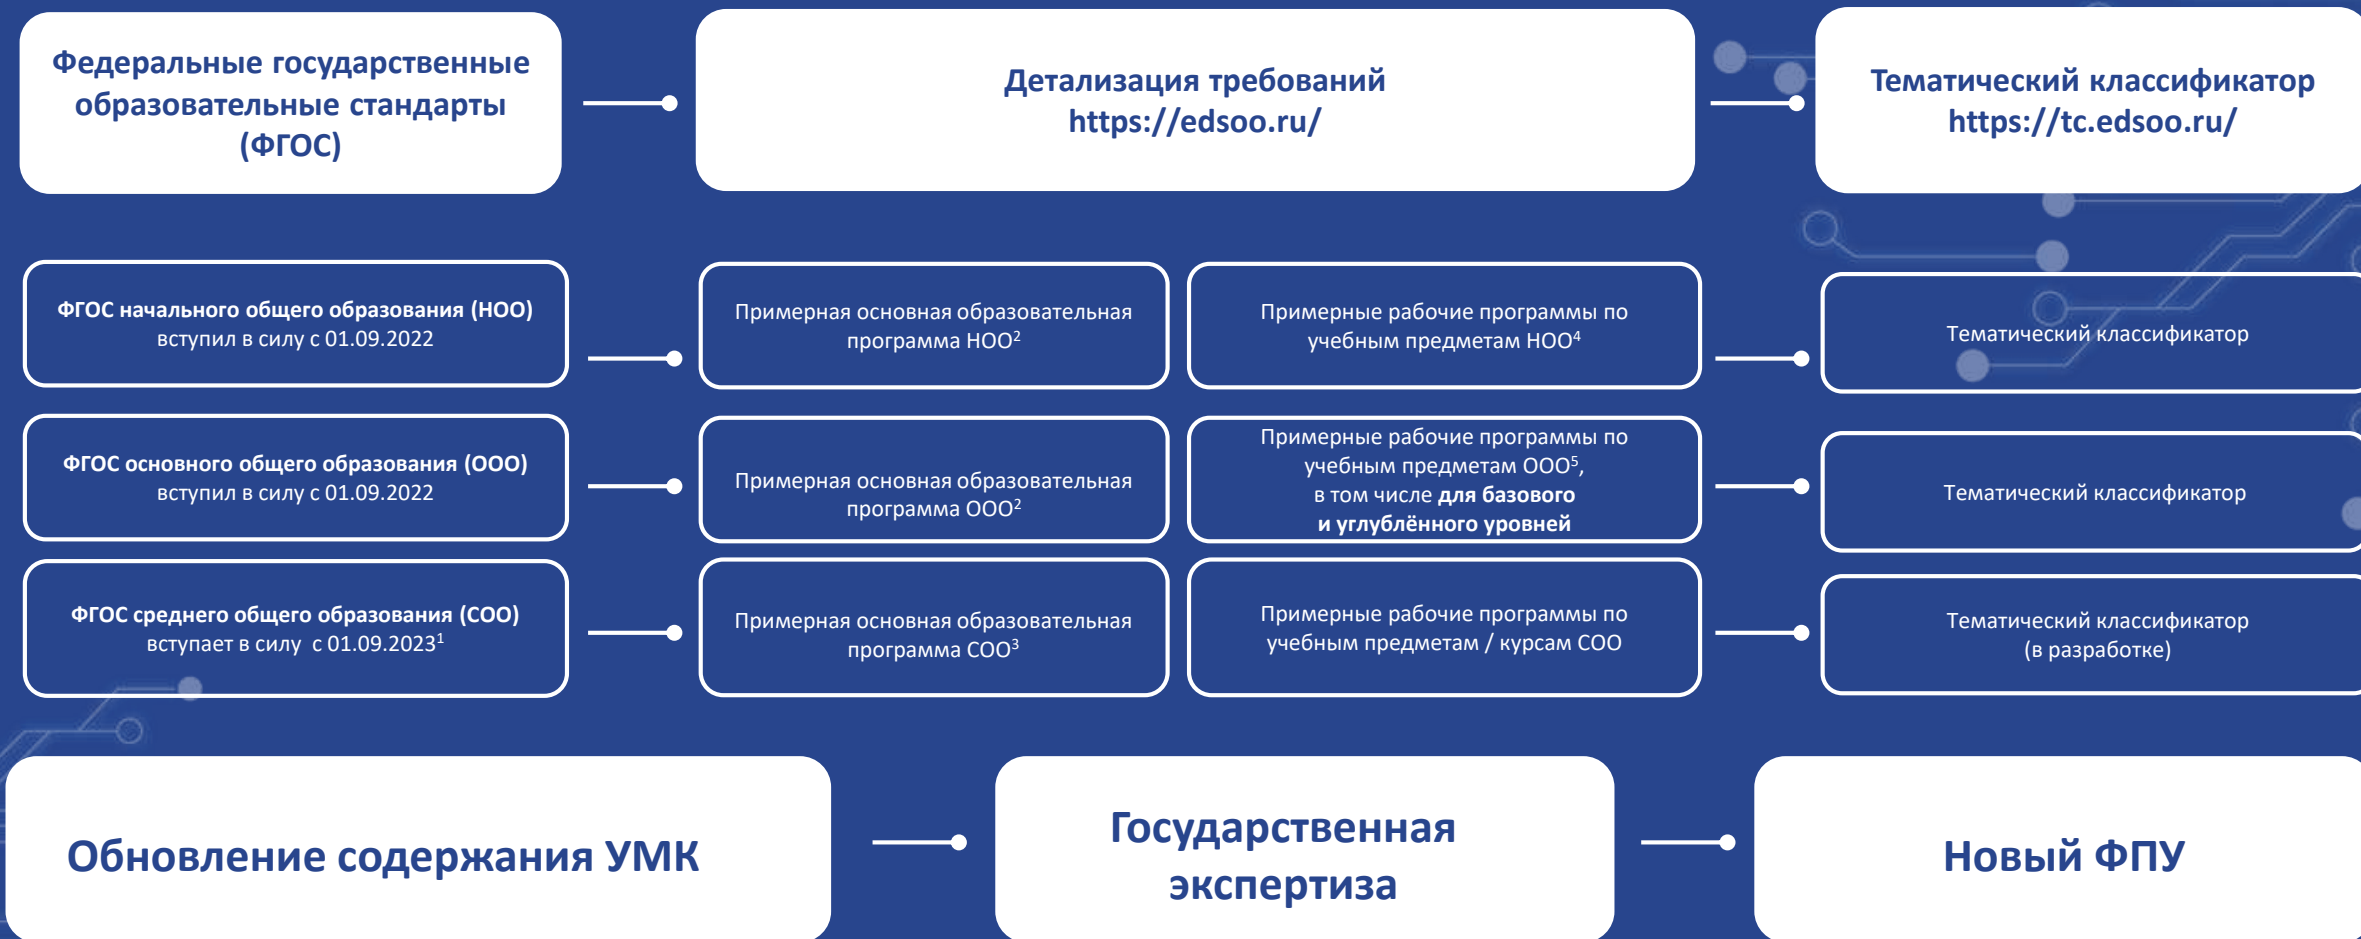 Федеральные государственные
образовательные стандарты
(ФГОС)
Детализация требований
https://edsoo.ru/
Тематический классификатор
https://tc.edsoo.ru/
ФГОС начального общего образования (НОО)
вступил в силу с 01.09.2022
Примерная основная образовательная
программа НОО²
Примерные рабочие программы по
учебным предметам НОО⁴
Тематический классификатор
ФГОС основного общего образования (ООО)
вступил в силу с 01.09.2022
Примерная основная образовательная
программа ООО²
Примерные рабочие программы по
учебным предметам ООО⁵,
в том числе для базового
и углублённого уровней
Тематический классификатор
ФГОС среднего общего образования (СОО)
вступает в силу с 01.09.2023¹
Примерная основная образовательная
программа СОО³
Примерные рабочие программы по
учебным предметам / курсам СОО
Тематический классификатор
(в разработке)
Обновление содержания УМК
Государственная
экспертиза
Новый ФПУ